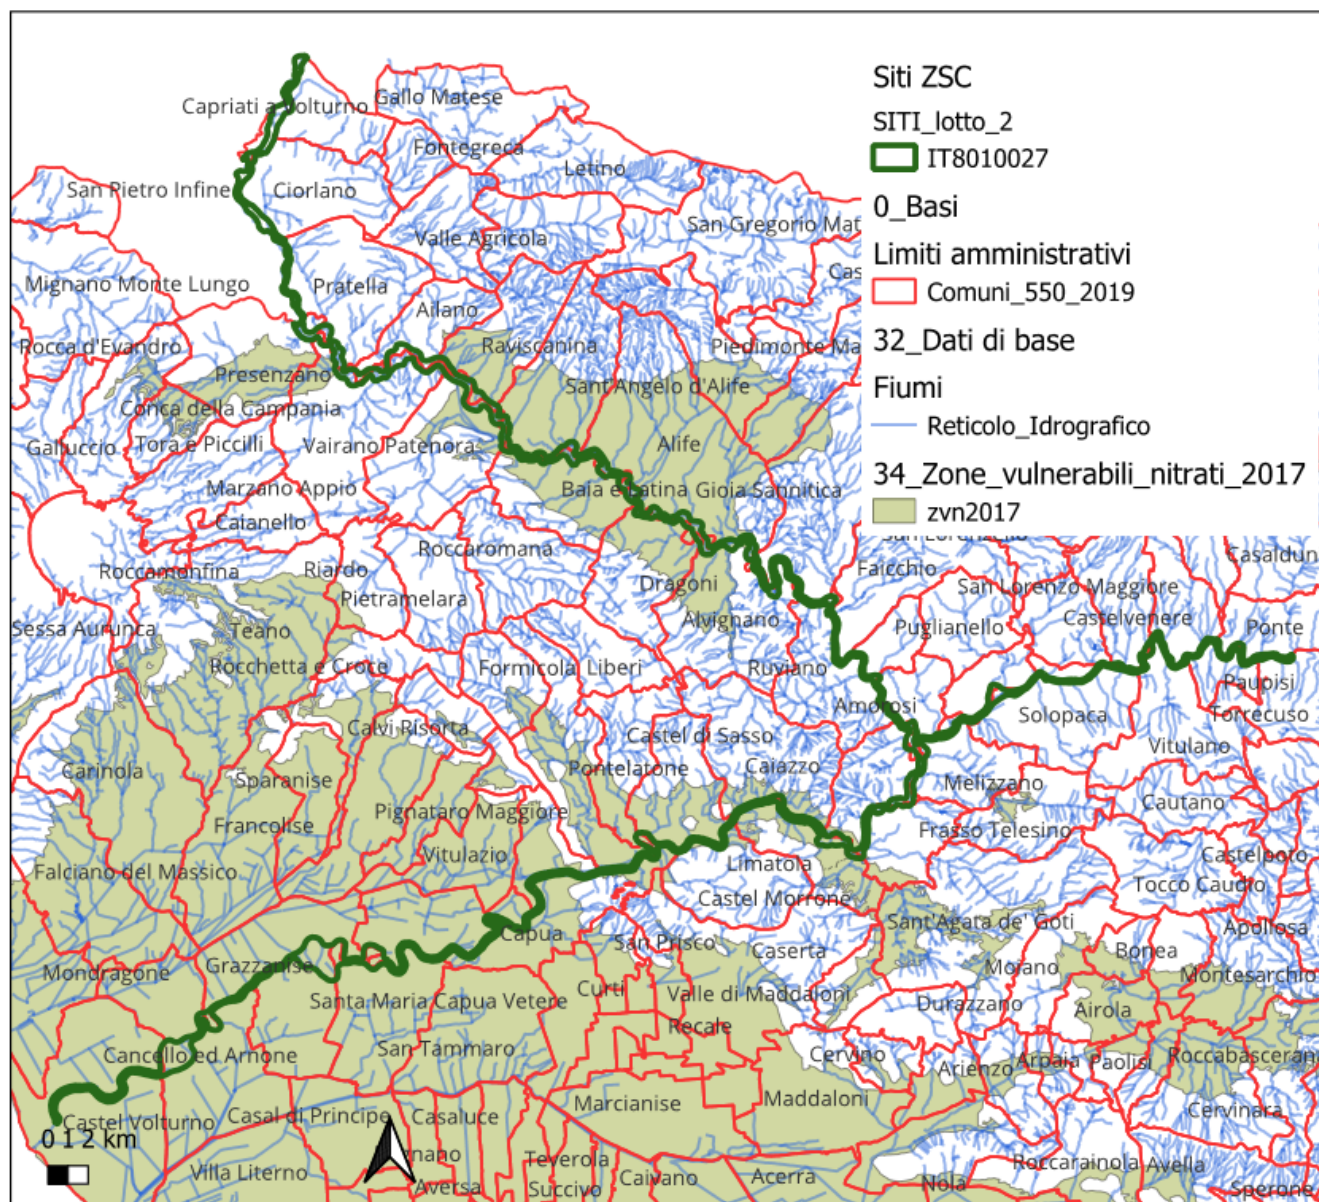 Siti ZSC
SITI_lotto_2
IT8010027
0_Basi
Limiti amministrativi
Comuni_550_2019
32_Dati di base
Fiumi
Reticolo_Idrografico
34_Zone_vulnerabili_nitrati_2017
zvn2017
Capriati a Volturno
Gallo Matese
Fontegreca
Letino
San Pietro Infine
Ciorlano
San Gregorio Mat
Valle Agricola
Cas
Mignano Monte Lungo
Pratella
Ailano
Rocca d'Evandro
Raviscanina
Piedimonte Ma
Presenzano
Sant'Angelo d'Alife
Conca della Campania
Galluccio
Tora e Piccilli
Vairano Patenora
Alife
Marzano Appio
Baia e Latina
Gioia Sannitica
Caianello
San Lorenzello
Roccaromana
Casaldun
Roccamonfina
Riardo
Faicchio
Dragoni
San Lorenzo Maggiore
Pietramelara
Sessa Aurunca
Teano
Alvignano
Puglianello
Castelvenere
Ponte
Rocchetta e Croce
Formicola
Liberi
Ruviano
Paupisi
Amorosi
Solopaca
Torrecuso
Calvi Risorta
Castel di Sasso
Vitulano
Carinola
Sparanise
Pontelatone
Caiazzo
Melizzano
Cautano
Francolise
Pignataro Maggiore
Frasso Telesino
Vitulazio
Limatola
Castelpoto
Falciano del Massico
Tocco Caudio
Castel Morrone
Sant'Agata de' Goti
Apollosa
Capua
San Prisco
Caserta
Bonea
Mondragone
Grazzanise
Moiano
Montesarchio
Santa Maria Capua Vetere
Curti
Valle di Maddaloni
Durazzano
Airola
Recale
Cancello ed Arnone
San Tammaro
Cervino
Arienzo
Arpaia
Paolisi
Roccabascerana
Castel Volturno
Casal di Principe
Casaluce
Marcianise
Maddaloni
Cervinara
0 1 2 km
gnano
Villa Literno
Aversa
Teverola
Succivo
Caivano
Acerra
Nola
Roccarainola
Avella
Sperone